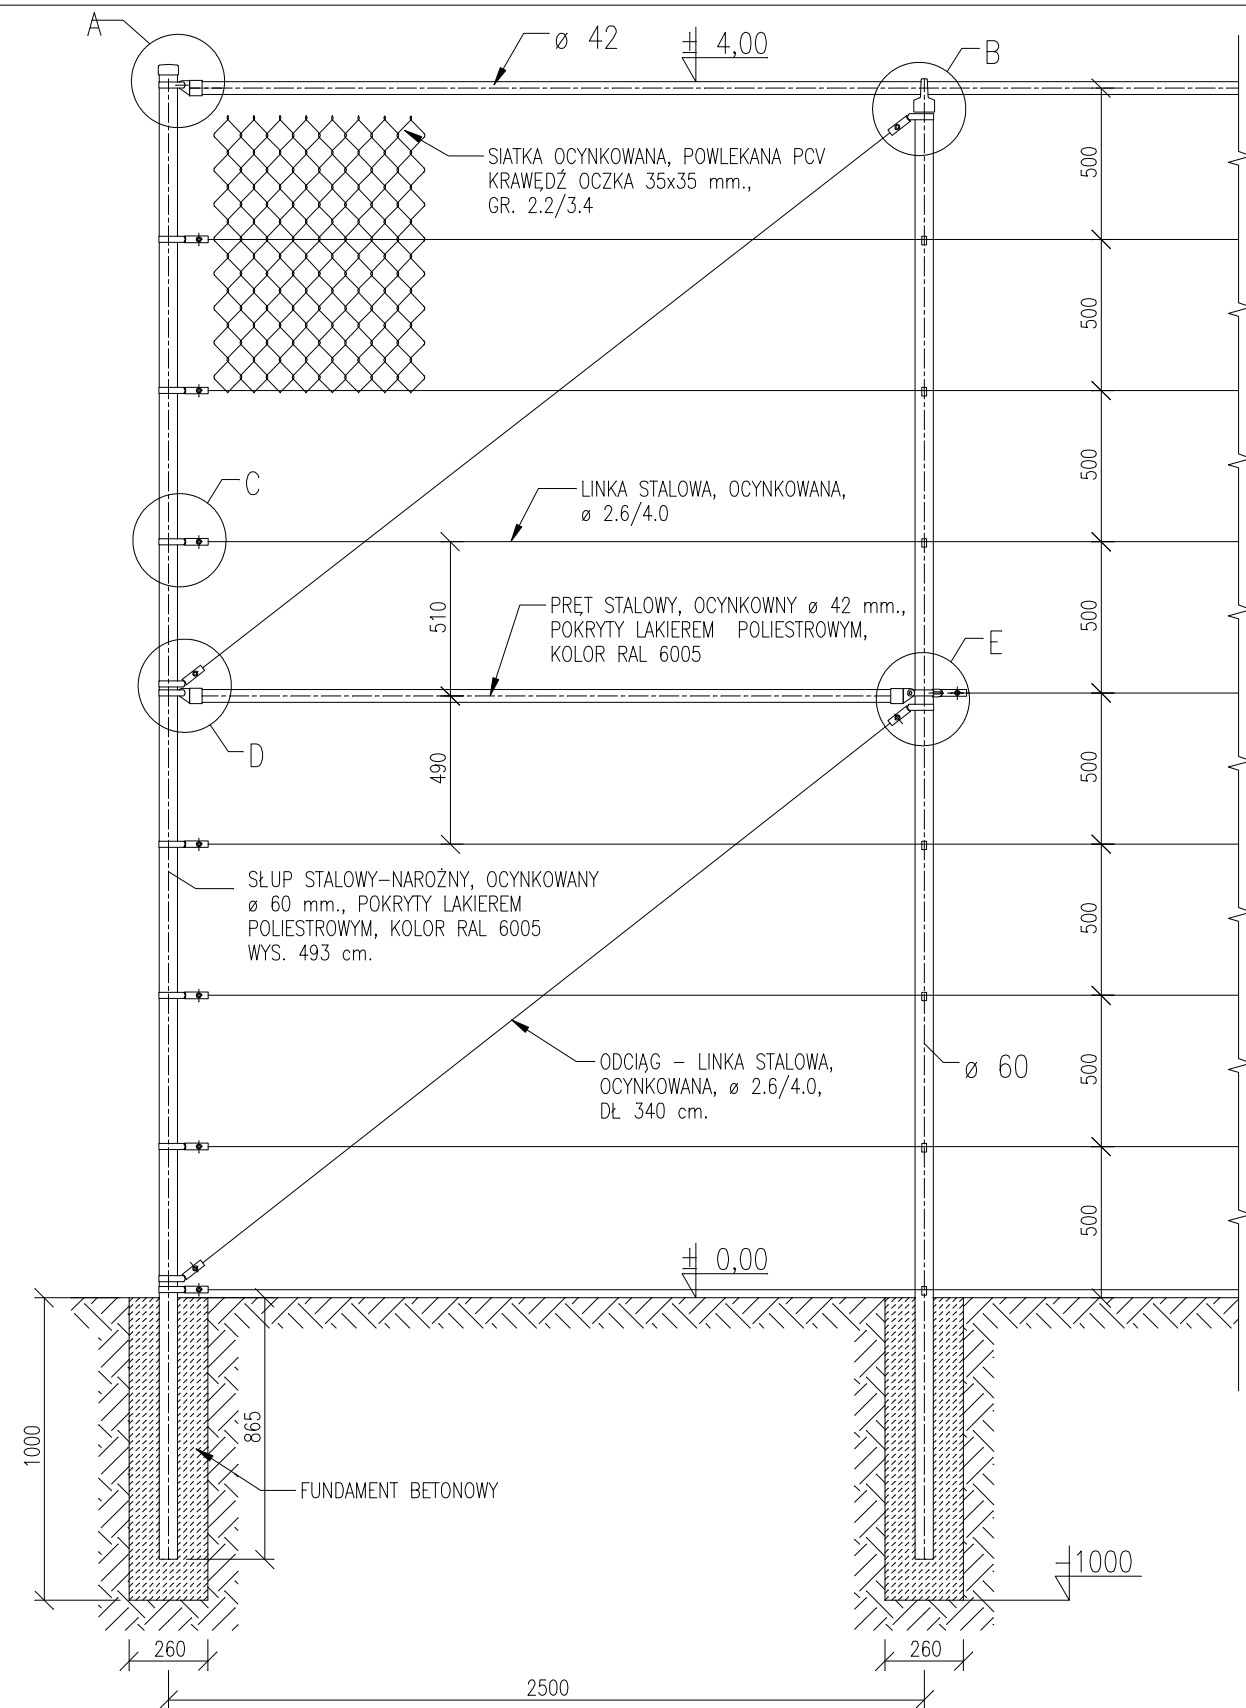 A
ø 42
± 4,00
B
SIATKA OCYNKOWANA, POWLEKANA PCV
KRAWĘDŹ OCZKA 35x35 mm.,
GR. 2.2/3.4
500
500
C
LINKA STALOWA, OCYNKOWANA,
ø 2.6/4.0
500
510
PRĘT STALOWY, OCYNKOWNY ø 42 mm.,
POKRYTY LAKIEREM POLIESTROWYM,
KOLOR RAL 6005
500
E
D
490
500
SŁUP STALOWY-NAROŻNY, OCYNKOWANY
ø 60 mm., POKRYTY LAKIEREM
POLIESTROWYM, KOLOR RAL 6005
WYS. 493 cm.
500
ODCIĄG - LINKA STALOWA,
OCYNKOWANA, ø 2.6/4.0,
DŁ 340 cm.
ø 60
500
500
± 0,00
1000
865
FUNDAMENT BETONOWY
-1000
260
260
2500